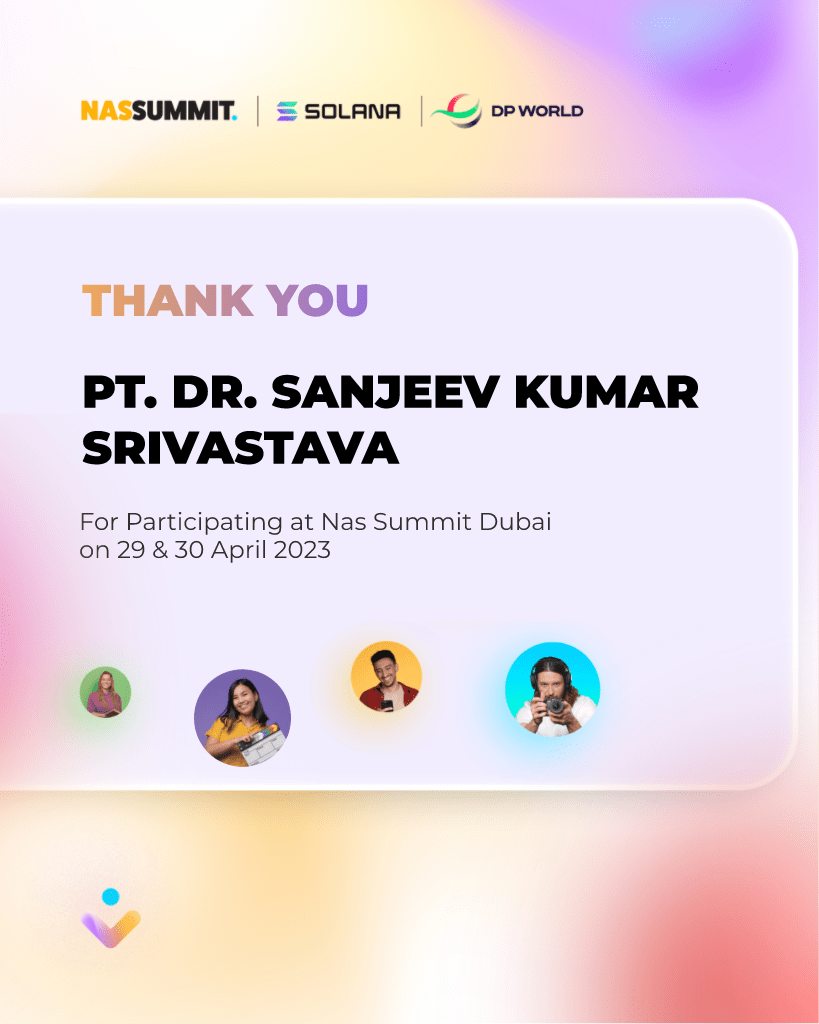 NASSUMMIT. | SOLANA | DP WORLD
THANK YOU
PT. DR. SANJEEV KUMAR
SRIVASTAVA
For Participating at Nas Summit Dubai
on 29 & 30 April 2023